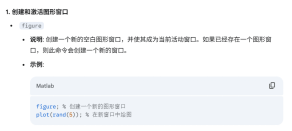 1. 创建和激活图形窗口
figure
说明: 创建一个新的空白图形窗口，并使其成为当前活动窗口。如果已经存在一个图形窗
口，则此命令会创建一个新的窗口。
示例:
Matlab
figure; % 创建一个新的图形窗口
plot(rand(5)); % 在新窗口中绘图